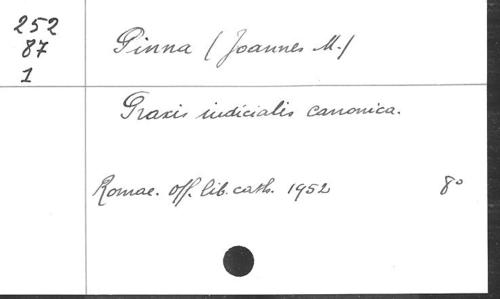 252
87
1
Pinna (Joannes M.)
Praxis iudicialis canonica.
Romae. Off. lib. cath. 1952 8°